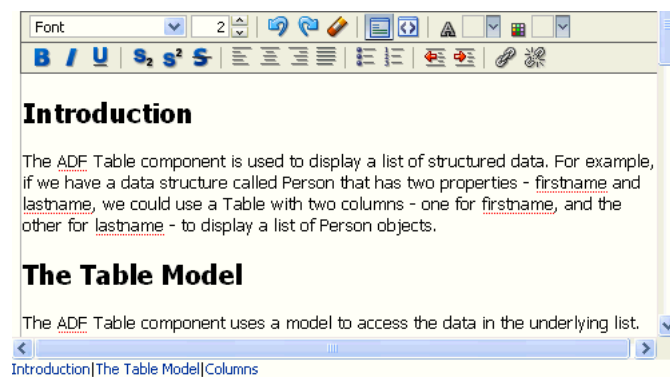 Font 2
B I U S₂ S² S
Introduction
The ADF Table component is used to display a list of structured data. For example,
if we have a data structure called Person that has two properties - firstname and
lastname, we could use a Table with two columns - one for firstname, and the
other for lastname - to display a list of Person objects.
The Table Model
The ADF Table component uses a model to access the data in the underlying list.
Introduction|The Table Model|Columns